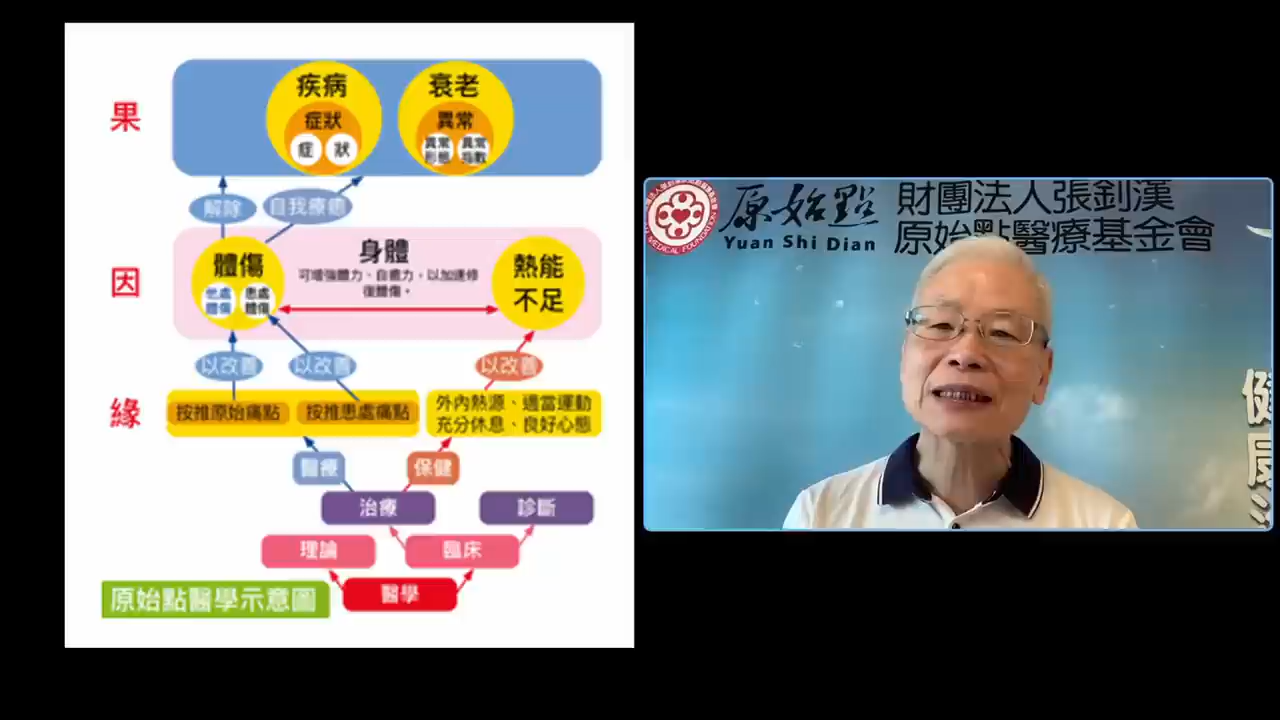 果
疾病
症狀
症
狀
衰老
異常
異常
形態
異常
指數
解除
自我療癒
因
體傷
患處
體傷
身體
可增強體力、自癒力，以加速修
復體傷。
熱能
不足
以改善
以改善
以改善
緣
按推原始痛點
按推患處痛點
外內熱源、適當運動
充分休息、良好心態
醫療
保健
治療
診斷
理論
臨床
醫學
原始點醫學示意圖
原始點
Yuan Shi Dian
財團法人張釗漢
原始點醫療基金會
MEDICAL FOUNDATION
健